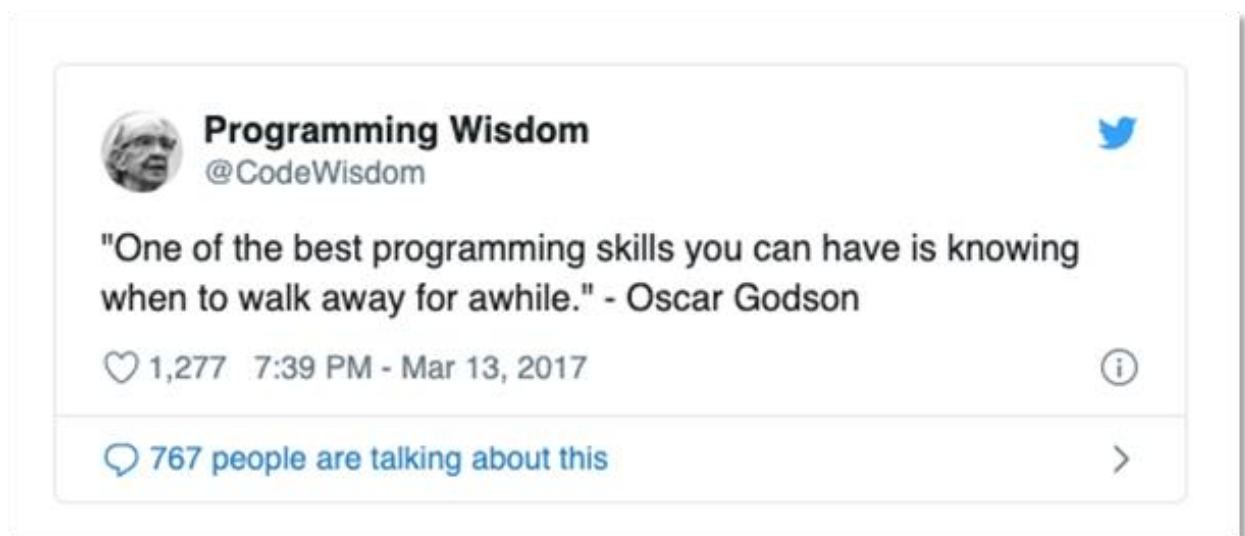 Programming Wisdom
@CodeWisdom
"One of the best programming skills you can have is knowing
when to walk away for awhile." - Oscar Godson
1,277 7:39 PM - Mar 13, 2017
767 people are talking about this